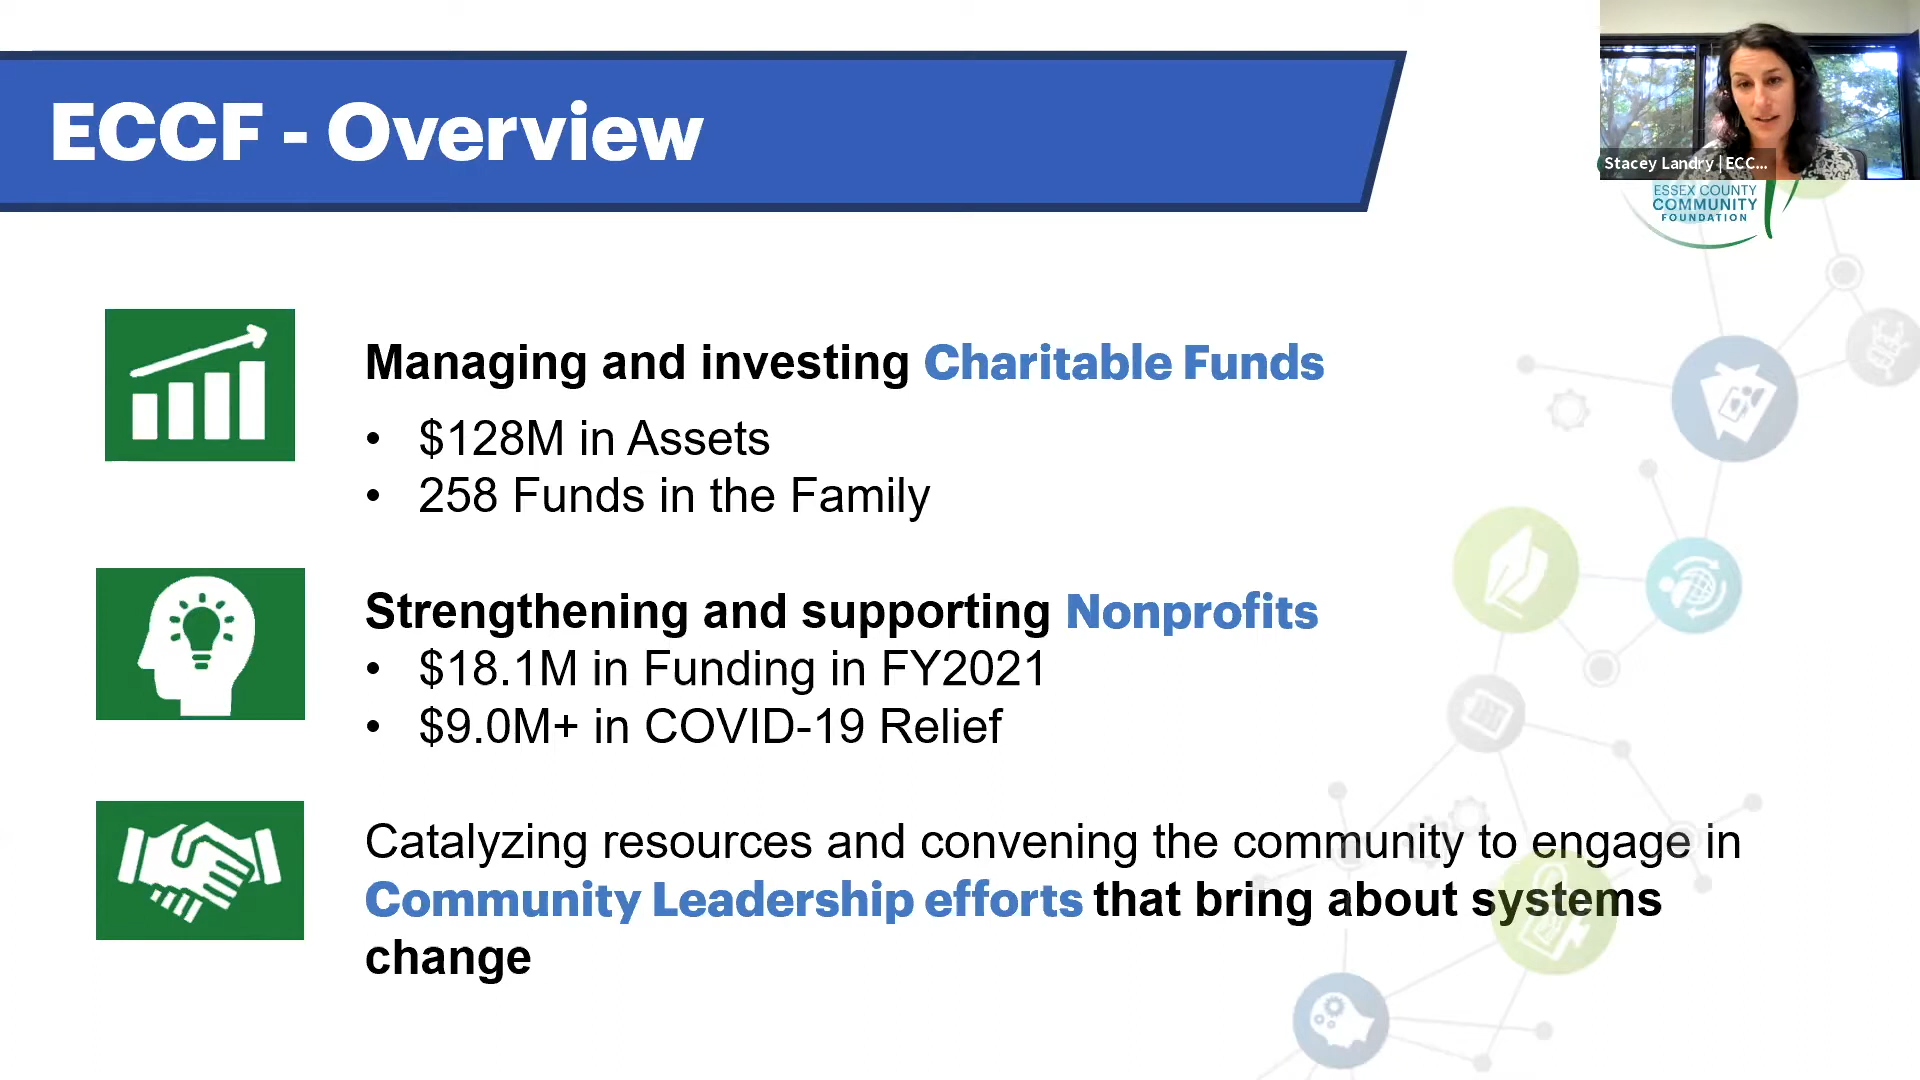 ECCF - Overview
Stacey Landry | ECC...
ESSEX COUNTY
COMMUNITY
FOUNDATION
Managing and investing Charitable Funds
• $128M in Assets
• 258 Funds in the Family
Strengthening and supporting Nonprofits
• $18.1M in Funding in FY2021
• $9.0M+ in COVID-19 Relief
Catalyzing resources and convening the community to engage in
Community Leadership efforts that bring about systems
change